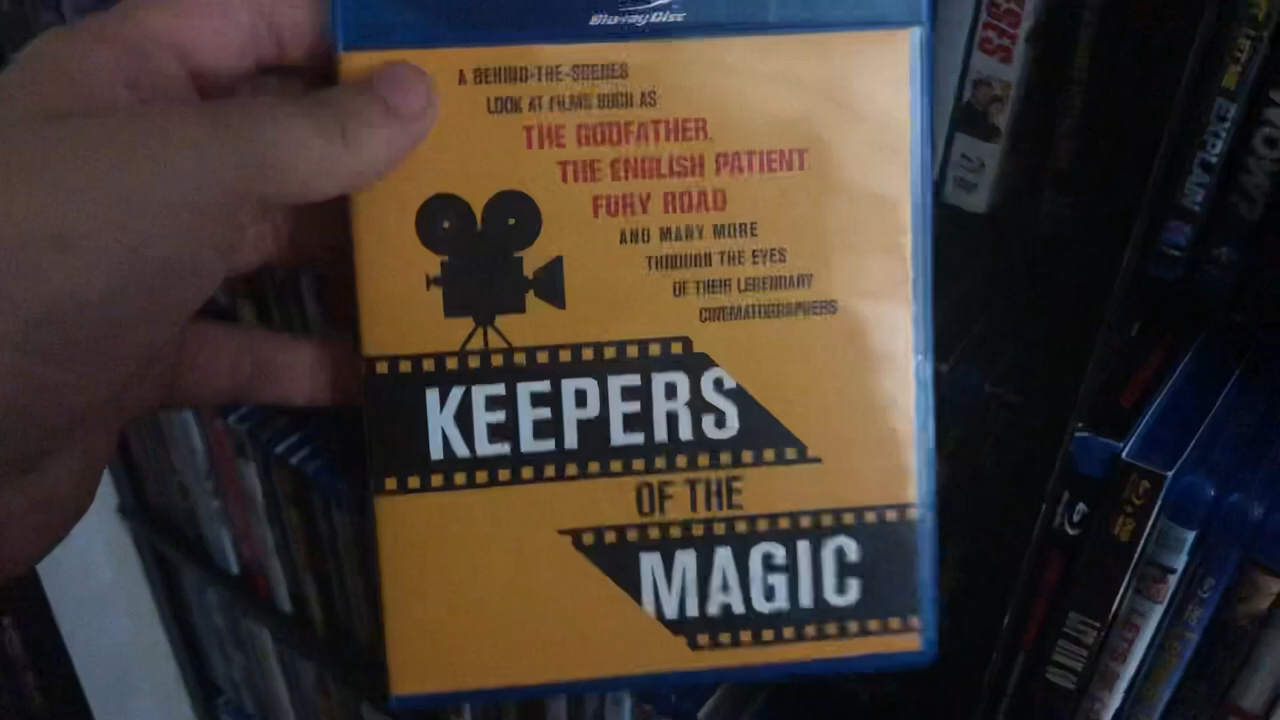 Blu-ray Disc
A BEHIND-THE-SCENES
LOOK AT FILMS SUCH AS
THE GODFATHER,
THE ENGLISH PATIENT
FURY ROAD
AND MANY MORE
THROUGH THE EYES
OF THEIR LEGENDARY
CINEMATOGRAPHERS
KEEPERS
OF THE
MAGIC
EXPLAIN